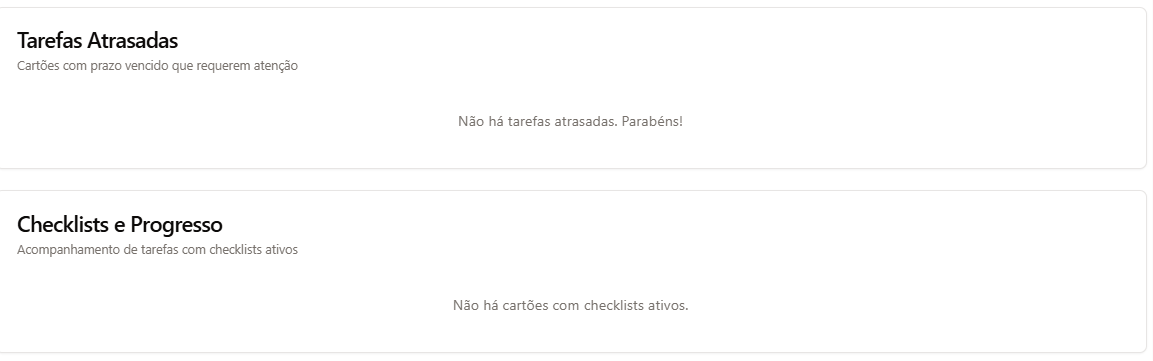 Tarefas Atrasadas
Cartões com prazo vencido que requerem atenção
Não há tarefas atrasadas. Parabéns!
Checklists e Progresso
Acompanhamento de tarefas com checklists ativos
Não há cartões com checklists ativos.